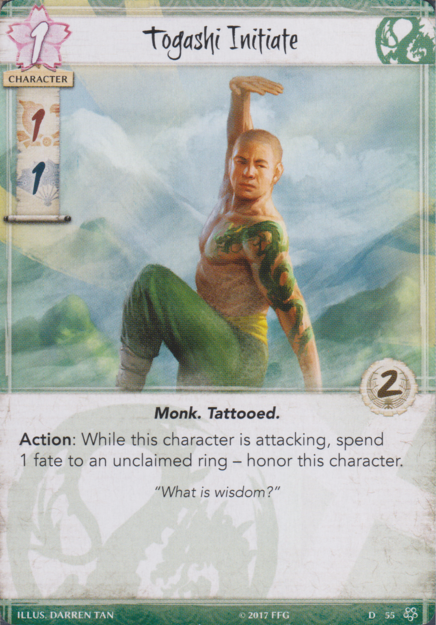 1
Togashi Initiate
CHARACTER
1
1
2
Monk. Tattooed.
Action: While this character is attacking, spend
1 fate to an unclaimed ring – honor this character.
“What is wisdom?”
ILLUS. DARREN TAN © 2017 FFG D 55